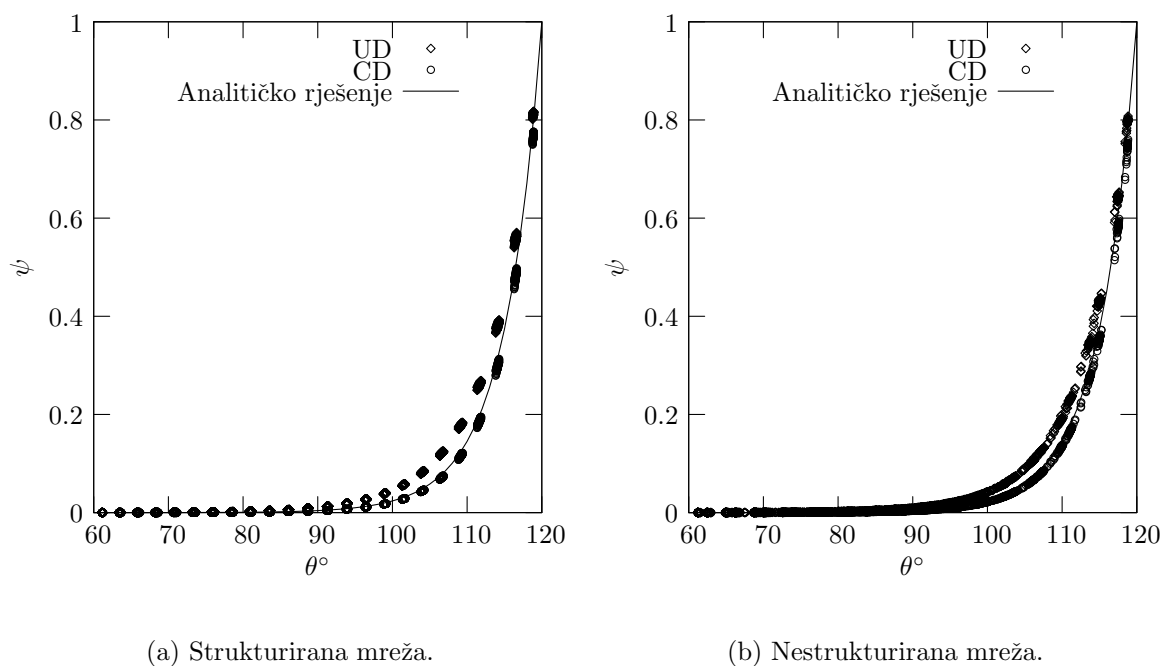 1
0.8
0.6
0.4
0.2
0
60 70 80 90 100 110 120
ψ
θ°
UD
CD
Analitičko rješenje
(a) Strukturirana mreža.
1
0.8
0.6
0.4
0.2
0
60 70 80 90 100 110 120
ψ
θ°
UD
CD
Analitičko rješenje
(b) Nestrukturirana mreža.